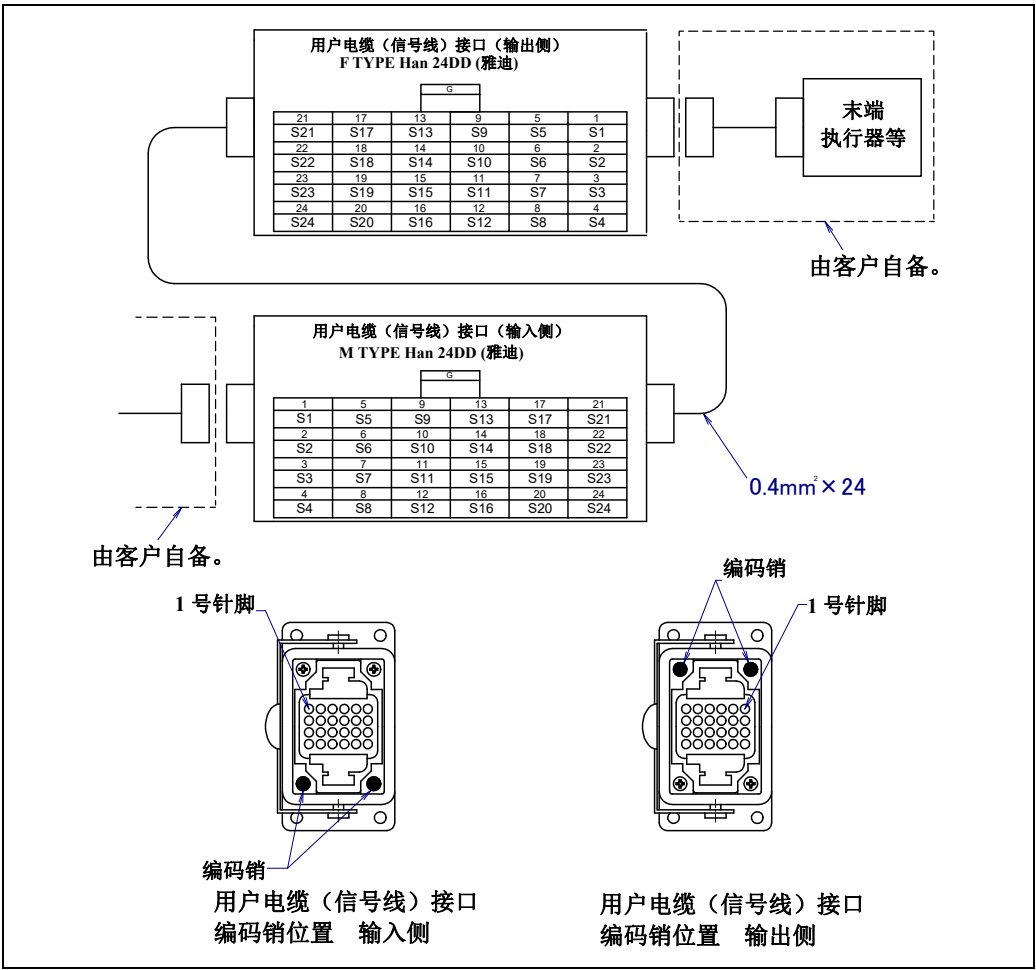 用户电缆（信号线）接口（输出侧）
F TYPE Han 24DD (雅迪)
G
21 17 13 9 5 1
S21 S17 S13 S9 S5 S1
22 18 14 10 6 2
S22 S18 S14 S10 S6 S2
23 19 15 11 7 3
S23 S19 S15 S11 S7 S3
24 20 16 12 8 4
S24 S20 S16 S12 S8 S4
末端
执行器等
由客户自备。
用户电缆（信号线）接口（输入侧）
M TYPE Han 24DD (雅迪)
G
1 5 9 13 17 21
S1 S5 S9 S13 S17 S21
2 6 10 14 18 22
S2 S6 S10 S14 S18 S22
3 7 11 15 19 23
S3 S7 S11 S15 S19 S23
4 8 12 16 20 24
S4 S8 S12 S16 S20 S24
0.4mm²×24
由客户自备。
1 号针脚
编码销
1 号针脚
编码销
用户电缆（信号线）接口
编码销位置 输入侧
用户电缆（信号线）接口
编码销位置 输出侧